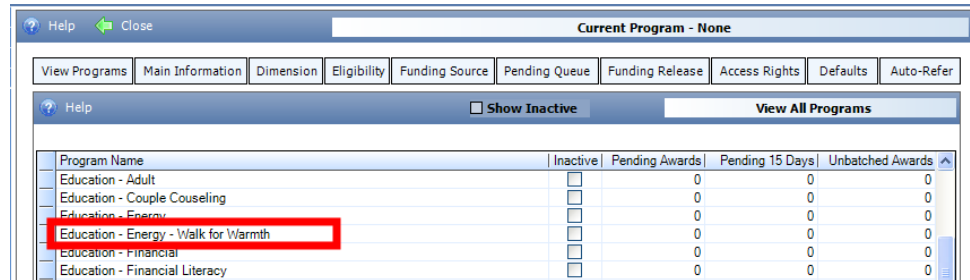 Help Close Current Program - None
View Programs Main Information Dimension Eligibility Funding Source Pending Queue Funding Release Access Rights Defaults Auto-Refer
Help Show Inactive View All Programs
Program Name Inactive Pending Awards Pending 15 Days Unbatched Awards
Education - Adult 0 0 0
Education - Couple Couseling 0 0 0
Education - Energy 0 0 0
Education - Energy - Walk for Warmth 0 0 0
Education - Financial 0 0 0
Education - Financial Literacy 0 0 0